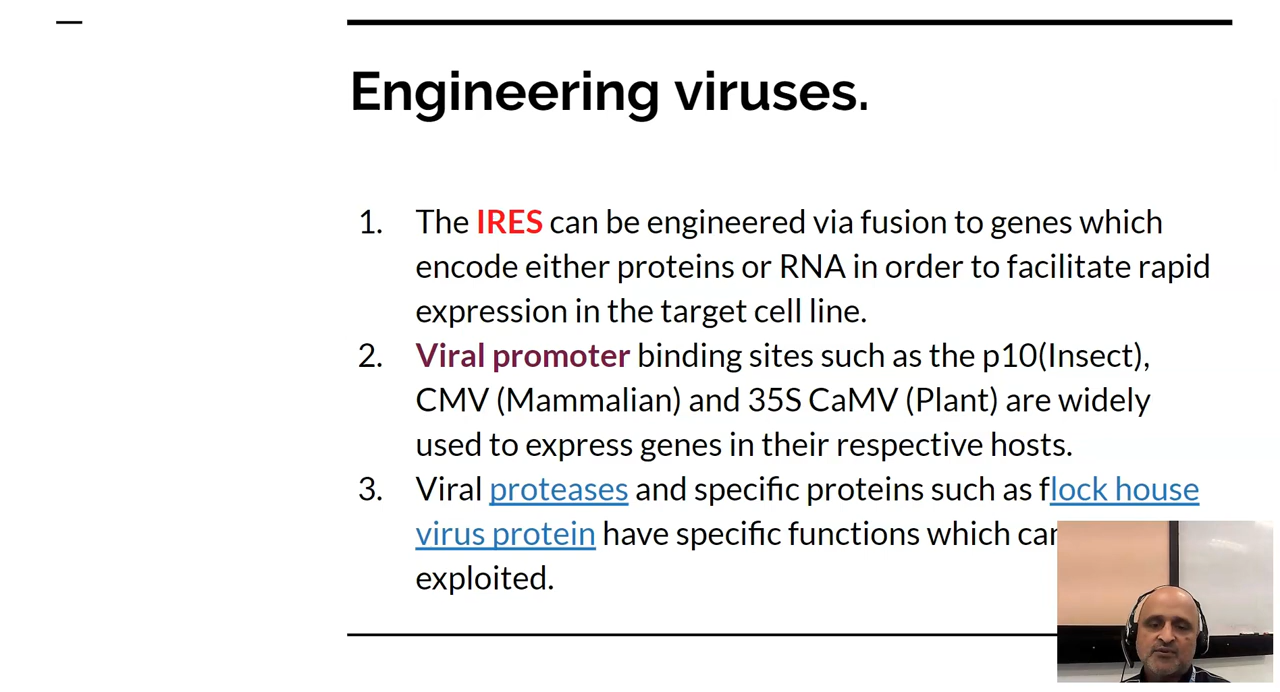 Engineering viruses.
1. The IRES can be engineered via fusion to genes which
encode either proteins or RNA in order to facilitate rapid
expression in the target cell line.
2. Viral promoter binding sites such as the p10(Insect),
CMV (Mammalian) and 35S CaMV (Plant) are widely
used to express genes in their respective hosts.
3. Viral proteases and specific proteins such as flock house
virus protein have specific functions which can
exploited.